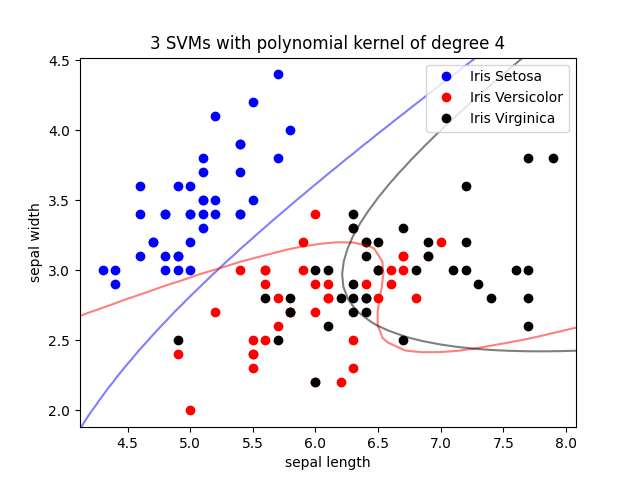 3 SVMs with polynomial kernel of degree 4
Iris Setosa
Iris Versicolor
Iris Virginica
sepal width
4.5
4.0
3.5
3.0
2.5
2.0
4.5 5.0 5.5 6.0 6.5 7.0 7.5 8.0
sepal length